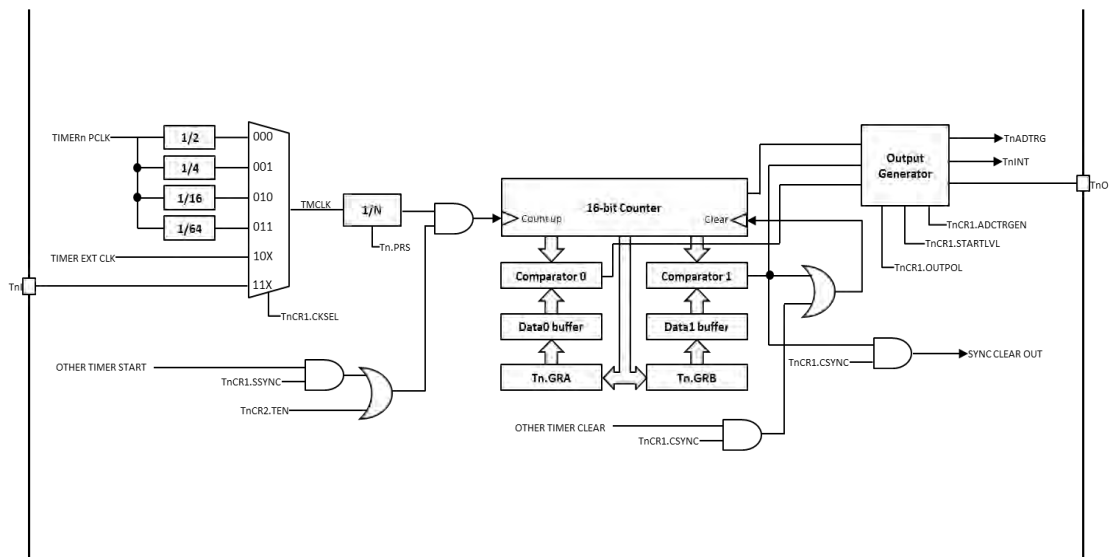 TIMERn PCLK
1/2
1/4
1/16
1/64
000
001
010
011
10X
11X
TIMER EXT CLK
TnI
TnCR1.CKSEL
TMCLK
1/N
Tn.PRS
OTHER TIMER START
TnCR1.SSYNC
TnCR2.TEN
16-bit Counter
Count up
Clear
Comparator 0
Comparator 1
Data0 buffer
Data1 buffer
Tn.GRA
Tn.GRB
OTHER TIMER CLEAR
TnCR1.CSYNC
TnCR1.CSYNC
SYNC CLEAR OUT
Output
Generator
TnADTRG
TnINT
TnO
TnCR1.ADCTRGEN
TnCR1.STARTLVL
TnCR1.OUTPOL